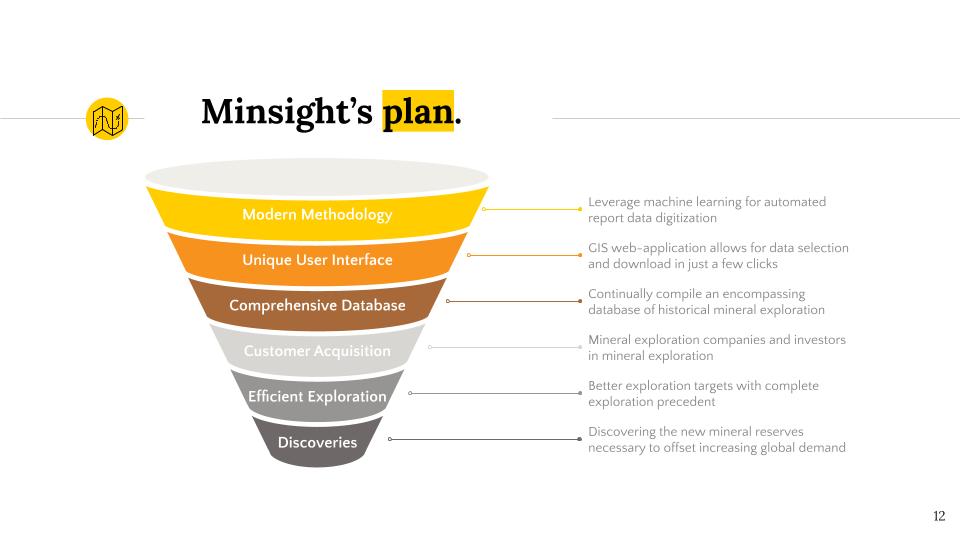 Minsight's plan.
Modern Methodology
Leverage machine learning for automated
report data digitization
Unique User Interface
GIS web-application allows for data selection
and download in just a few clicks
Comprehensive Database
Continually compile an encompassing
database of historical mineral exploration
Customer Acquisition
Mineral exploration companies and investors
in mineral exploration
Efficient Exploration
Better exploration targets with complete
exploration precedent
Discoveries
Discovering the new mineral reserves
necessary to offset increasing global demand
12